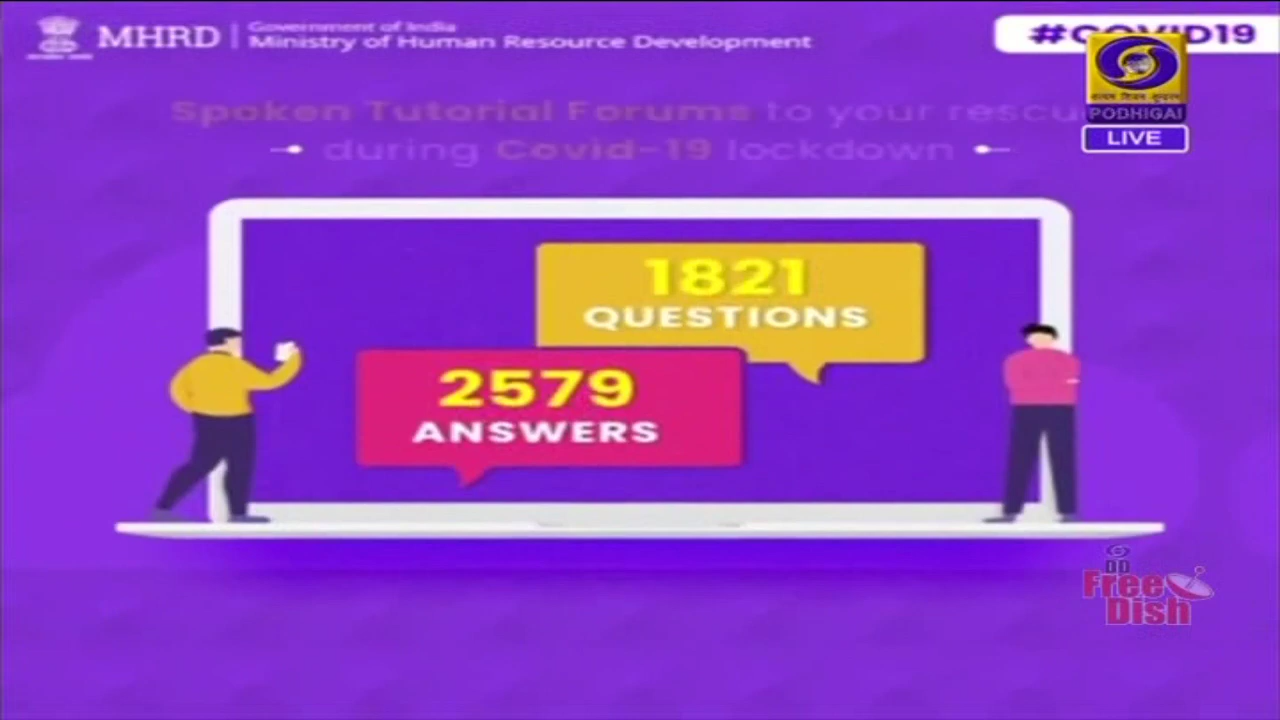 MHRD
Government of India
Ministry of Human Resource Development
#COVID19
PODHIGAI
LIVE
Spoken Tutorial Forums to your rescue
during Covid-19 lockdown
1821
QUESTIONS
2579
ANSWERS
DD
Free
Dish